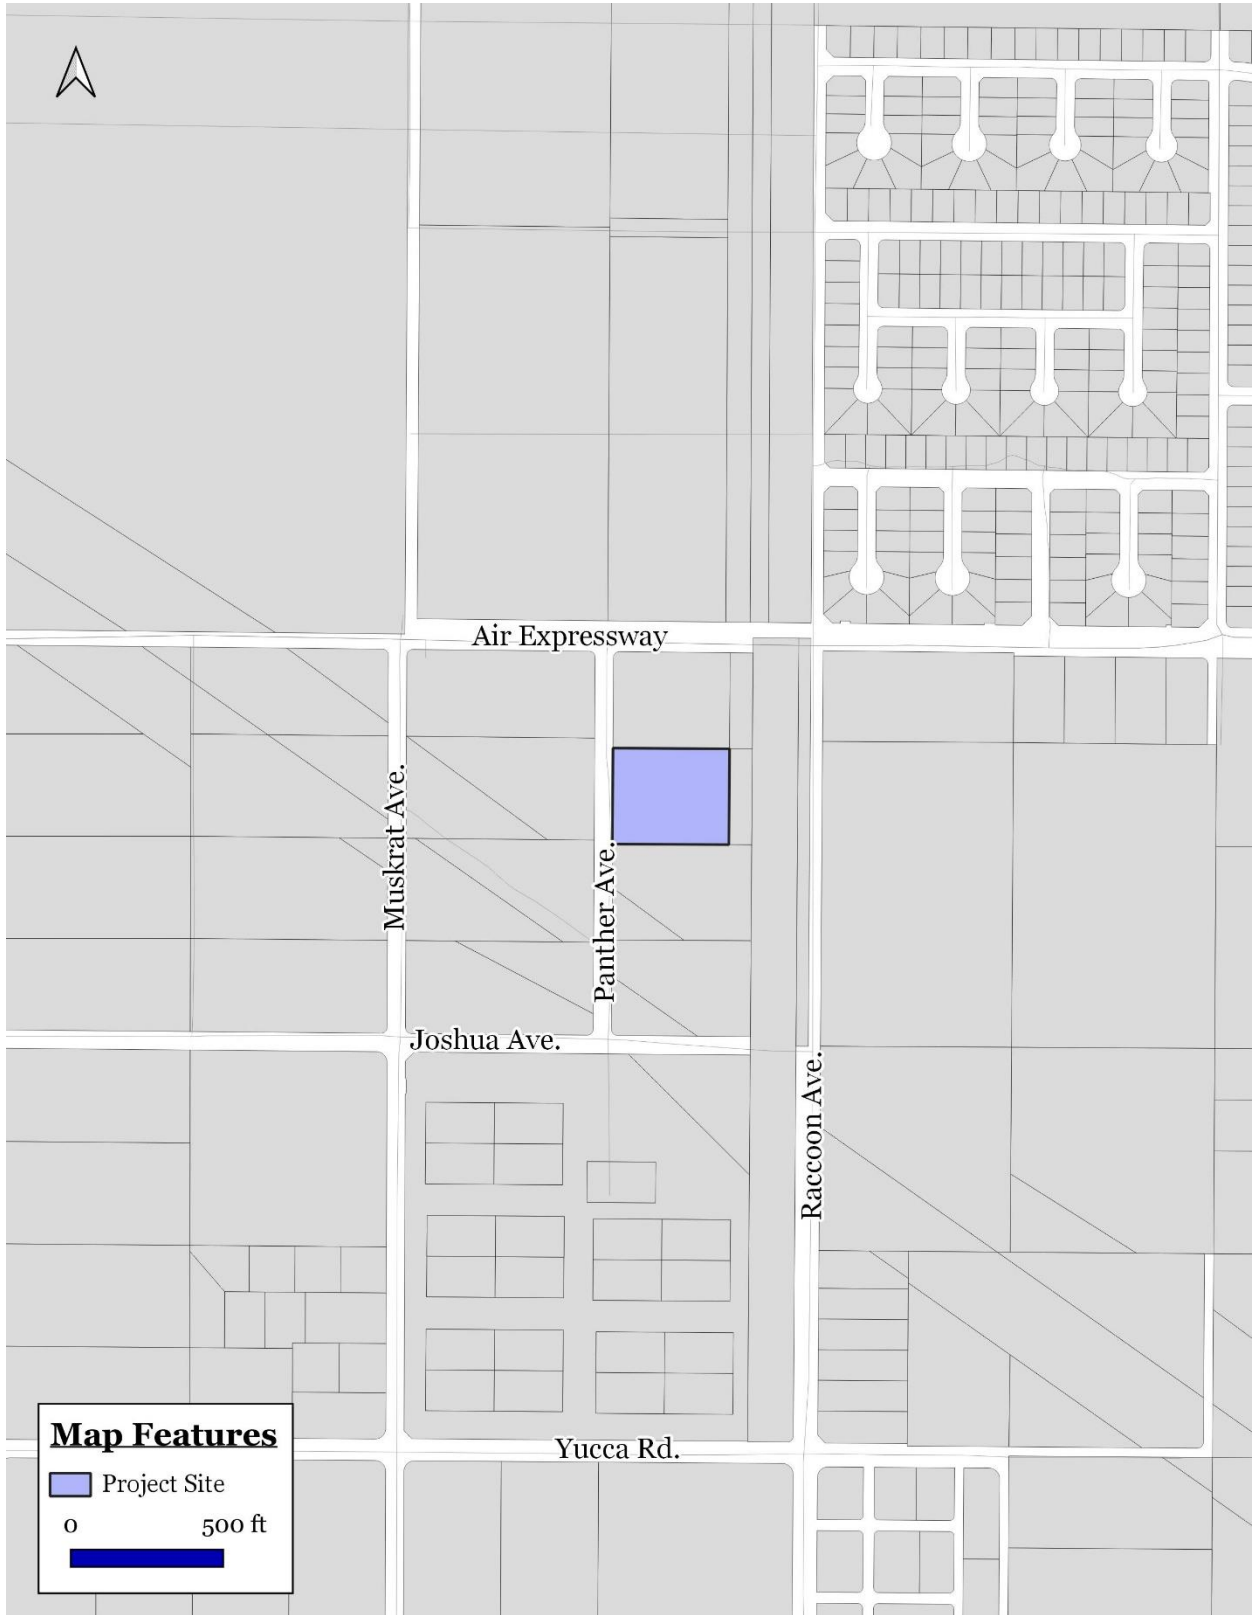 Air Expressway
Muskrat Ave.
Panther Ave.
Joshua Ave.
Raccoon Ave.
Yucca Rd.
Map Features
Project Site
0 500 ft